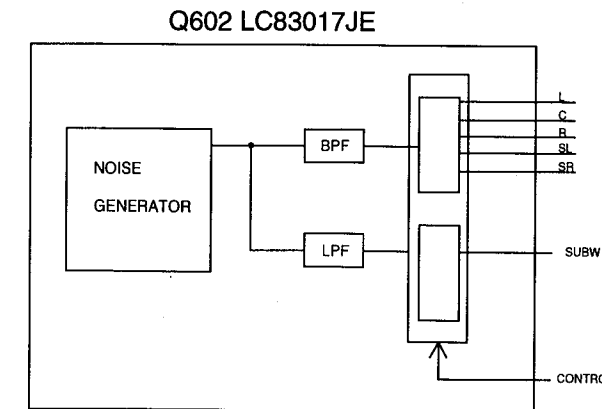 Q602 LC83017JE
NOISE
GENERATOR
BPF
LPF
L
C
R
SL
SR
SUBW
CONTRO